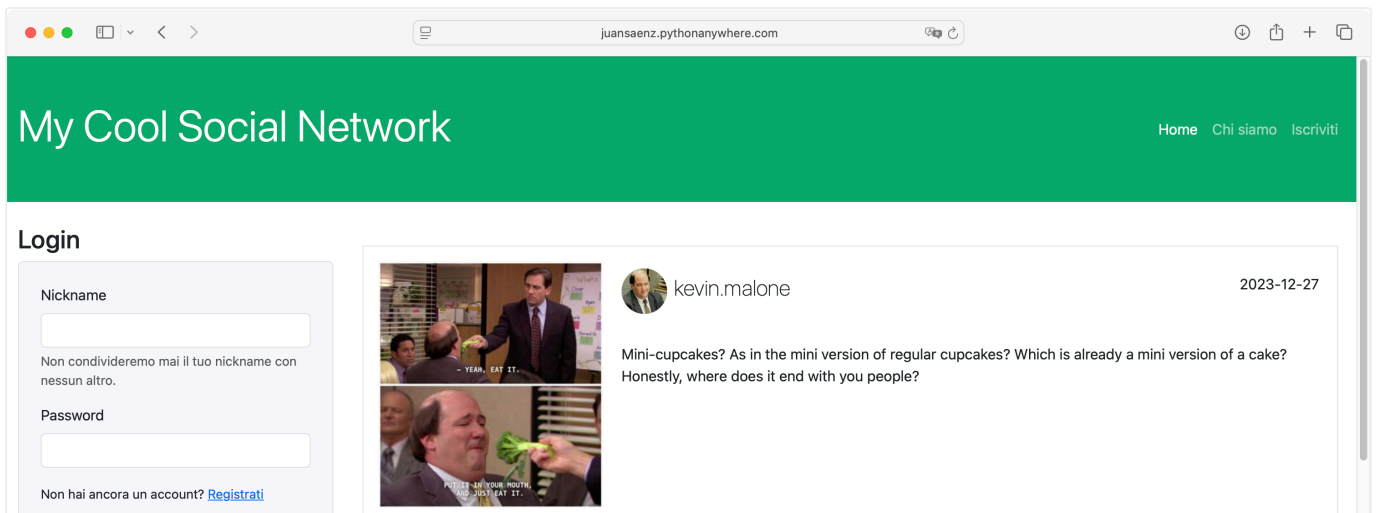 juansaenz.pythonanywhere.com
My Cool Social Network
Home Chi siamo Iscriviti
Login
Nickname
Non condivideremo mai il tuo nickname con
nessun altro.
Password
Non hai ancora un account? Registrati
- YEAH, EAT IT.
PUT IT IN YOUR MOUTH,
AND JUST EAT IT.
kevin.malone
2023-12-27
Mini-cupcakes? As in the mini version of regular cupcakes? Which is already a mini version of a cake?
Honestly, where does it end with you people?